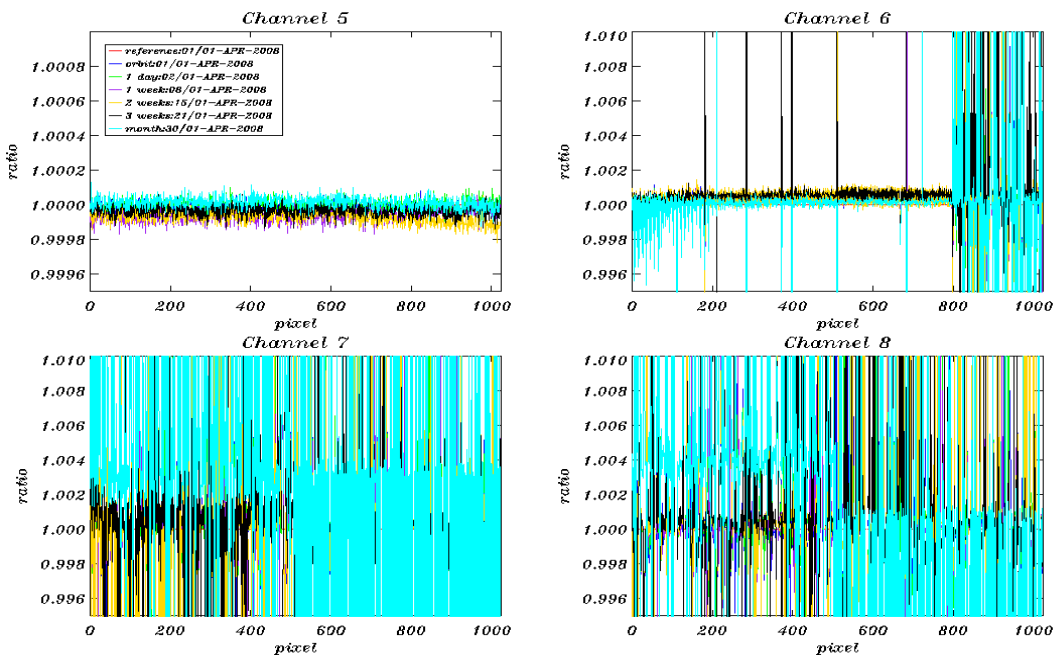 Channel 5
1.0008
1.0006
1.0004
1.0002
1.0000
0.9998
0.9996
ratio
reference:01/01-APR-2008
orbit:01/01-APR-2008
1 day:02/01-APR-2008
1 week:08/01-APR-2008
2 weeks:15/01-APR-2008
3 weeks:21/01-APR-2008
month:30/01-APR-2008
0 200 400 600 800 1000
pixel
Channel 6
1.010
1.008
1.006
1.004
1.002
1.000
0.998
0.996
ratio
0 200 400 600 800 1000
pixel
Channel 7
1.010
1.008
1.006
1.004
1.002
1.000
0.998
0.996
ratio
0 200 400 600 800 1000
pixel
Channel 8
1.010
1.008
1.006
1.004
1.002
1.000
0.998
0.996
ratio
0 200 400 600 800 1000
pixel